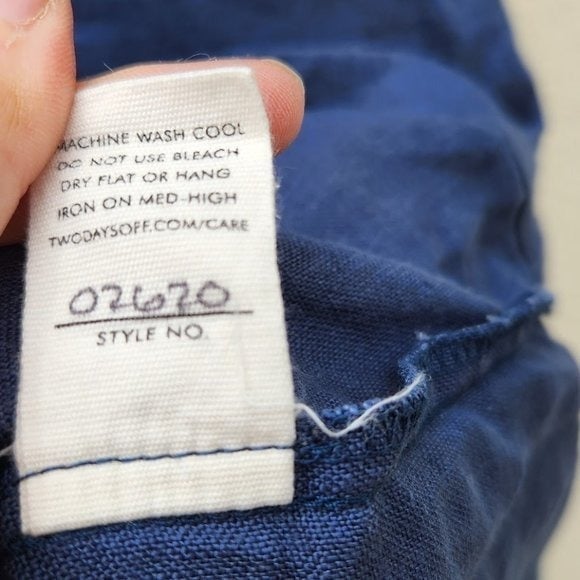 MACHINE WASH COOL
DO NOT USE BLEACH
DRY FLAT OR HANG
IRON ON MED-HIGH
TWODAYSOFF.COM/CARE
02620
STYLE NO.